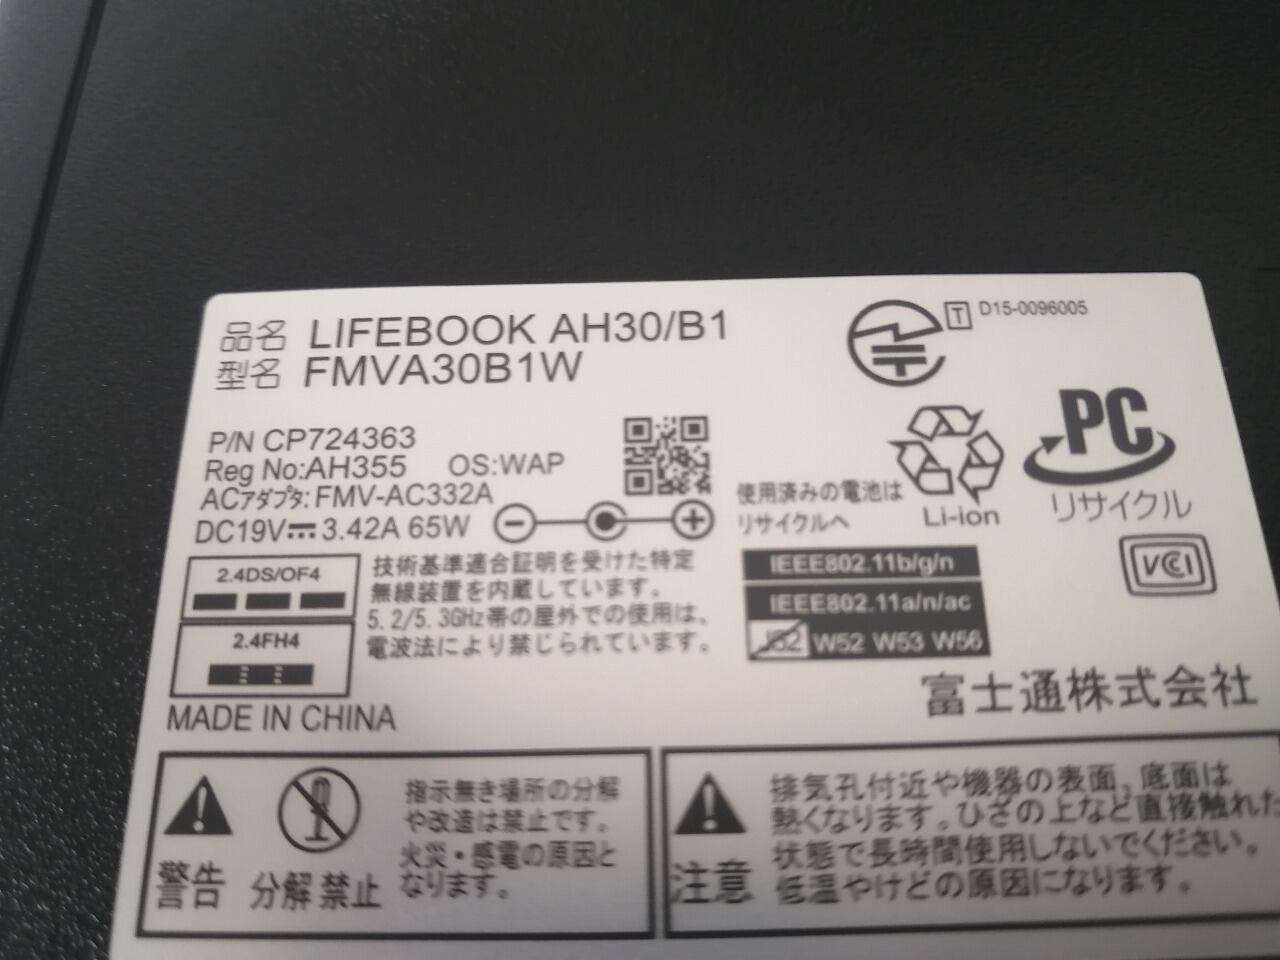 品名 LIFEBOOK AH30/B1
型名 FMVA30B1W
T D15-0096005
P/N CP724363
Reg No:AH355 OS:WAP
ACアダプタ:FMV-AC332A
DC19V⎓3.42A 65W
使用済みの電池は
リサイクルへ
Li-ion
PC
リサイクル
VCI
2.4DS/OF4
2.4FH4
技術基準適合証明を受けた特定
無線装置を内蔵しています。
5.2/5.3GHz帯の屋外での使用は、
電波法により禁じられています。
IEEE802.11b/g/n
IEEE802.11a/n/ac
J52 W52 W53 W56
富士通株式会社
MADE IN CHINA
警告
分解禁止
指示無き場所の分解
や改造は禁止です。
火災・感電の原因と
なります。
注意
排気孔付近や機器の表面、底面は
熱くなります。ひざの上など直接触れた
状態で長時間使用しないでください。
低温やけどの原因になります。